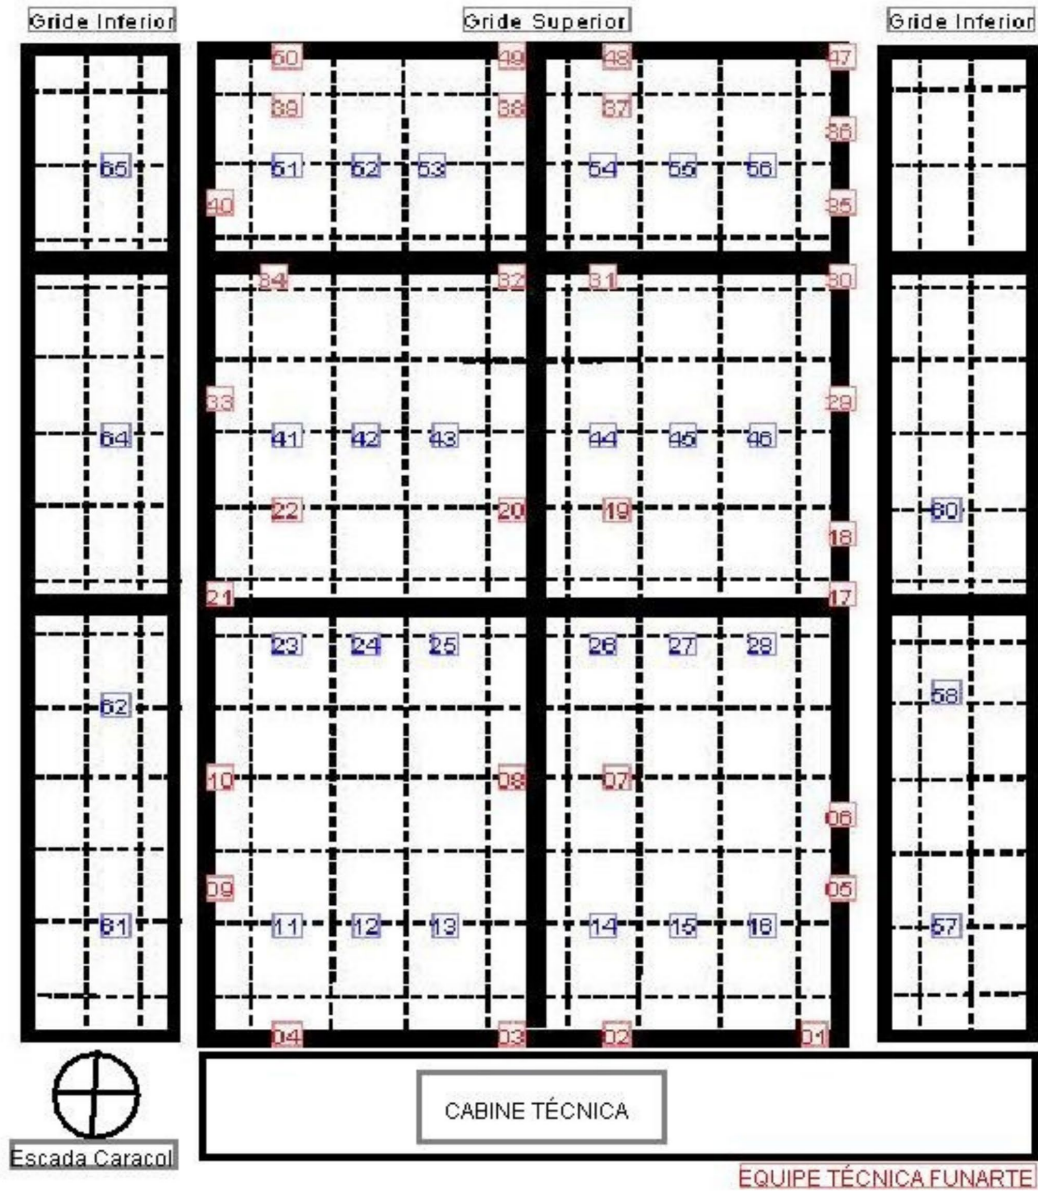 Gride Inferior Gride Superior Gride Inferior
50 49 48 47
39 38 37
36
65 51 52 53 54 55 56
40 35
34 32 31 30
33 29
64 41 42 43 44 45 46
22 20 19 60
18
21 17
23 24 25 26 27 28
62 58
10 08 07
06
09 05
61 11 12 13 14 15 16 57
04 03 02 01
CABINE TÉCNICA
Escada Caracol
EQUIPE TÉCNICA FUNARTE